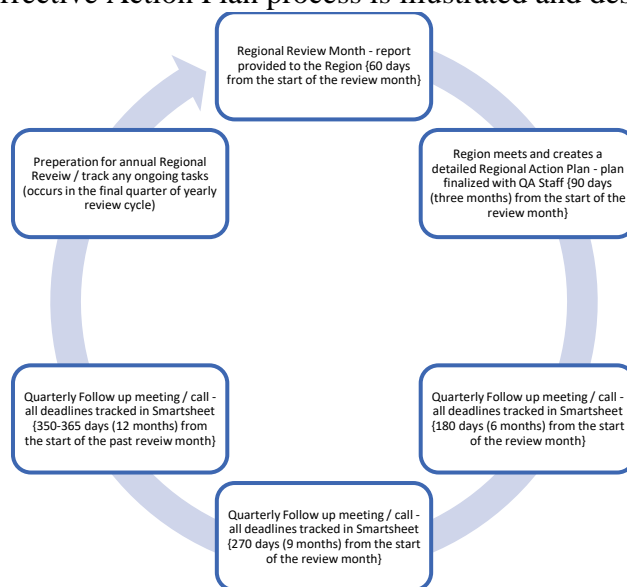 ffective Action Plan process is illustrated and des
Regional Review Month - report
provided to the Region {60 days
from the start of the review month}
Region meets and creates a
detailed Regional Action Plan - plan
finalized with QA Staff {90 days
(three months) from the start of the
review month}
Quarterly Follow up meeting / call -
all deadlines tracked in Smartsheet
{180 days (6 months) from the start
of the review month}
Quarterly Follow up meeting / call -
all deadlines tracked in Smartsheet
{270 days (9 months) from the start
of the review month}
Quarterly Follow up meeting / call -
all deadlines tracked in Smartsheet
{350-365 days (12 months) from
the start of the past reveiw month}
Preperation for annual Regional
Reveiw / track any ongoing tasks
(occurs in the final quarter of yearly
review cycle)